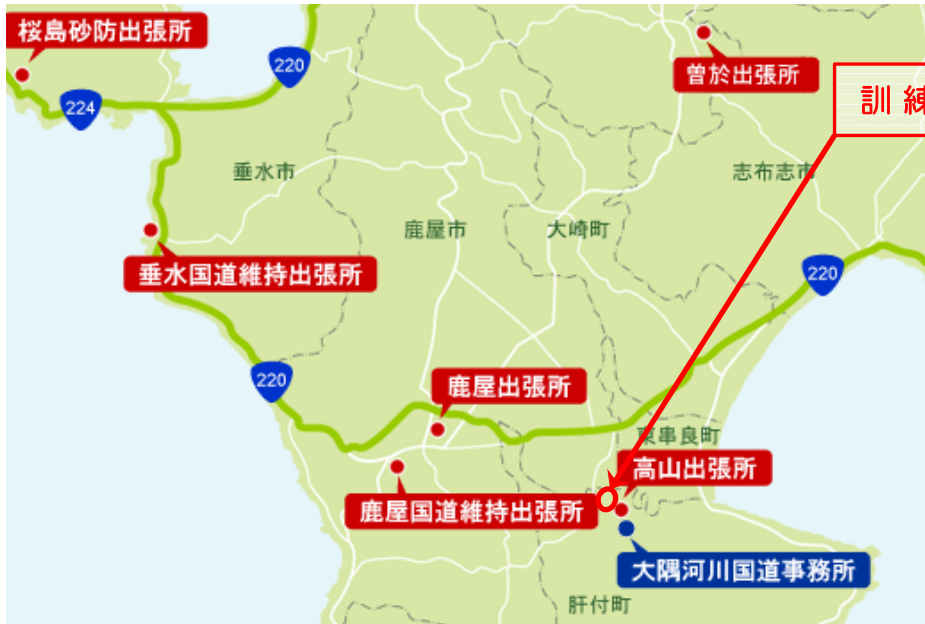 桜島砂防出張所
220
曽於出張所
訓練
224
垂水市
志布志市
鹿屋市
大崎町
垂水国道維持出張所
220
220
鹿屋出張所
東串良町
高山出張所
鹿屋国道維持出張所
大隅河川国道事務所
肝付町